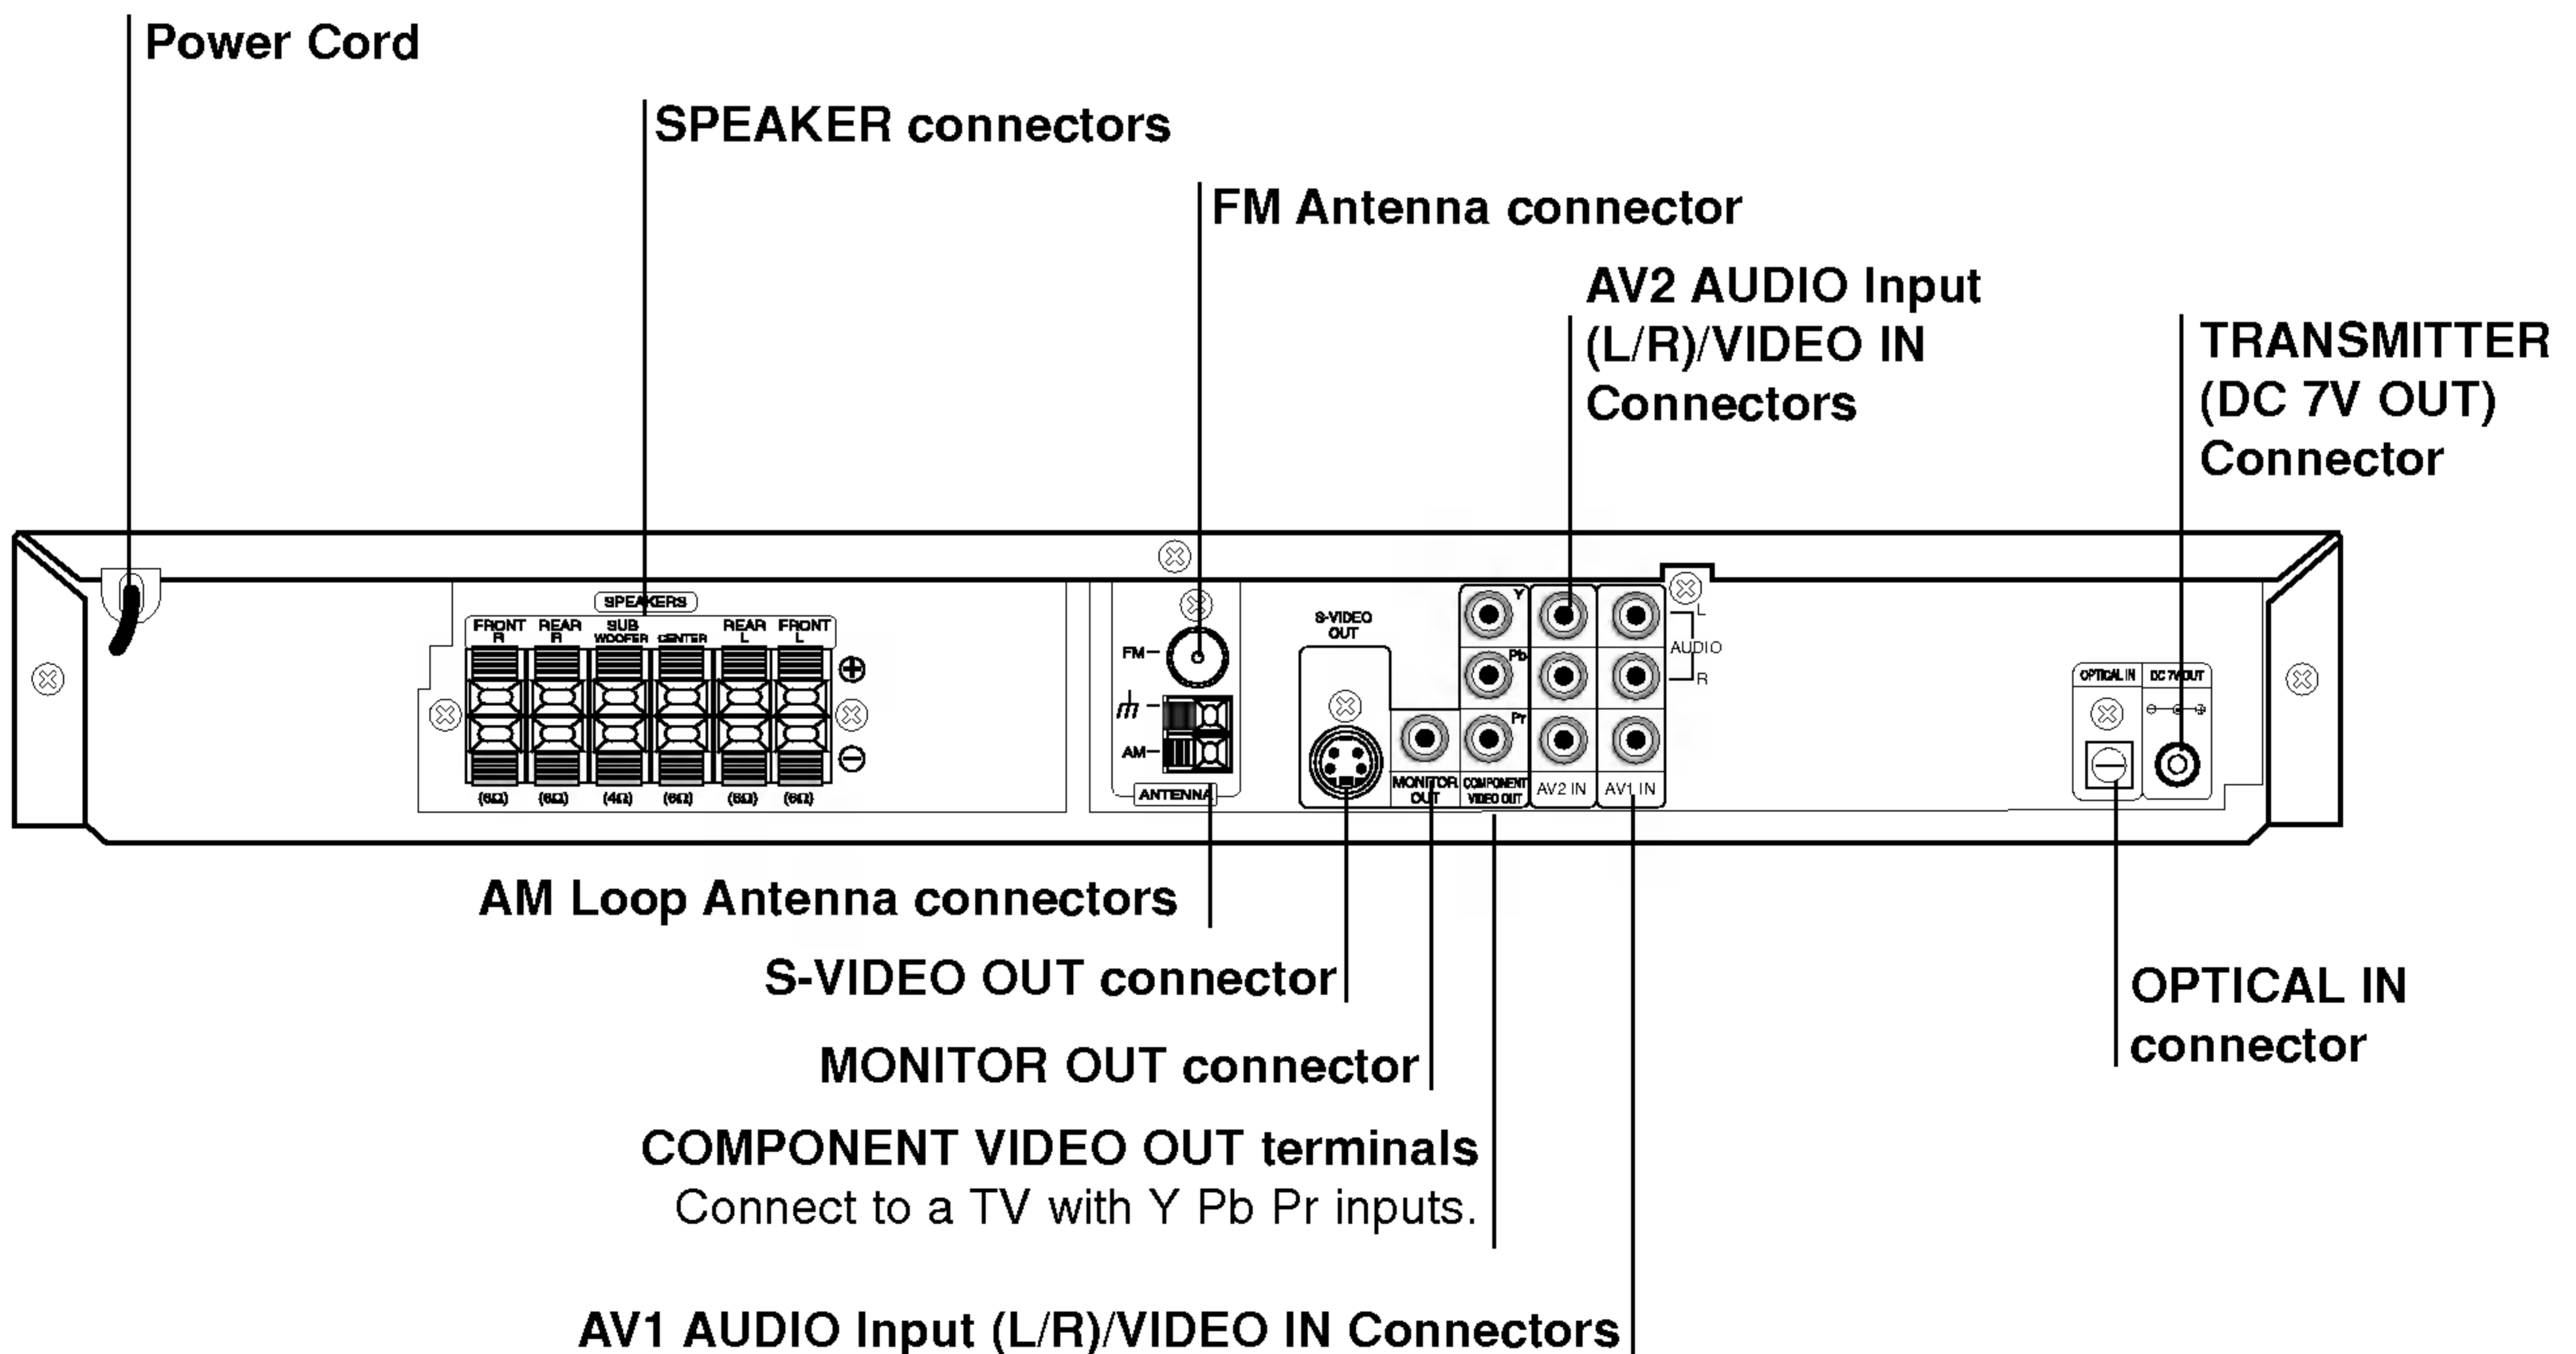 Power Cord
SPEAKER connectors
FM Antenna connector
AV2 AUDIO Input
(L/R)/VIDEO IN
Connectors
TRANSMITTER
(DC 7V OUT)
Connector
SPEAKERS
FRONT R
REAR R
SUB WOOFER
CENTER
REAR L
FRONT L
(6Ω) (6Ω) (4Ω) (6Ω) (6Ω) (6Ω)
FM
AM
ANTENNA
S-VIDEO
OUT
MONITOR
OUT
Y
Pb
Pr
COMPONENT
VIDEO OUT
AV2 IN
AV1 IN
L
AUDIO
R
OPTICAL IN
DC 7V OUT
AM Loop Antenna connectors
S-VIDEO OUT connector
MONITOR OUT connector
COMPONENT VIDEO OUT terminals
Connect to a TV with Y Pb Pr inputs.
AV1 AUDIO Input (L/R)/VIDEO IN Connectors
OPTICAL IN
connector